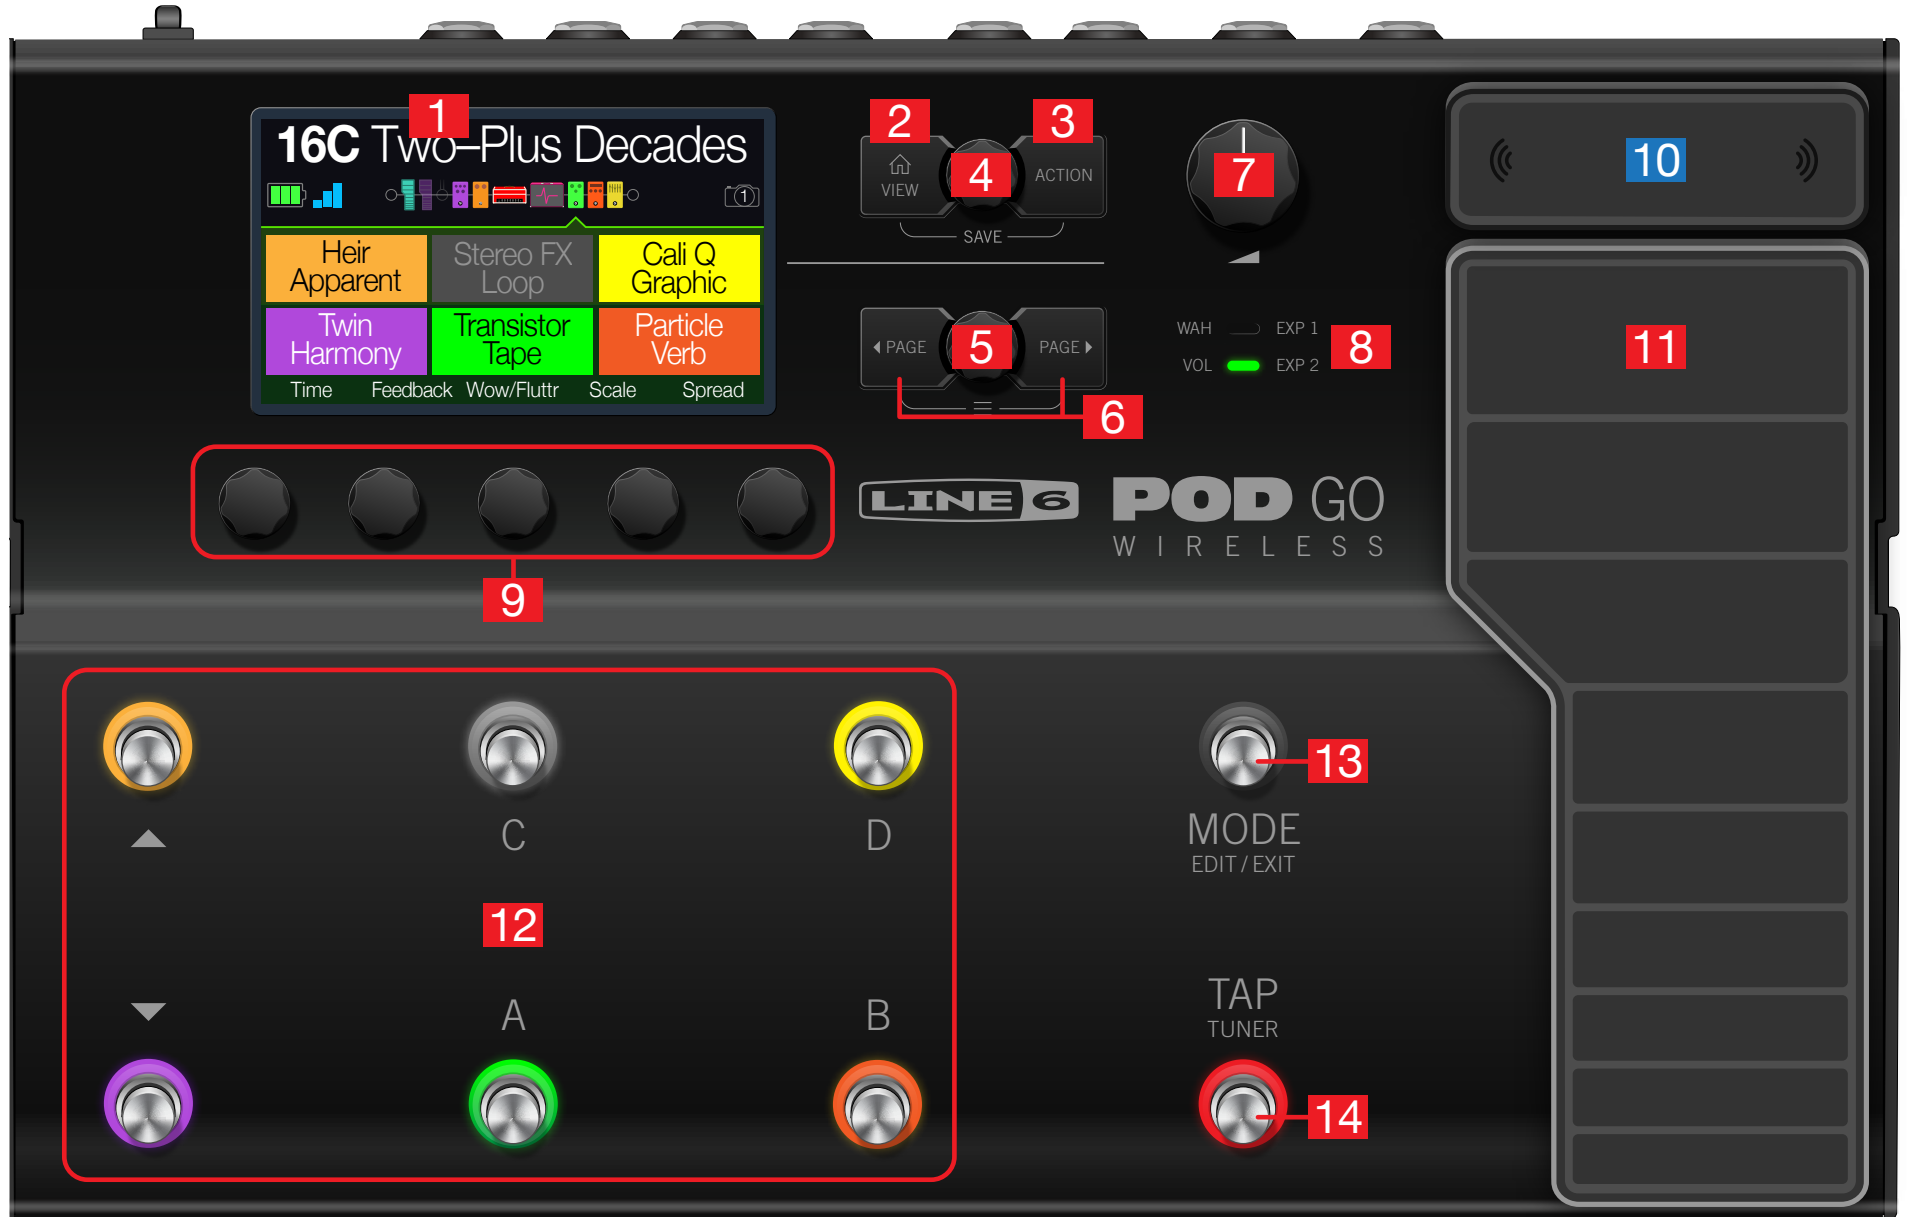 1
16C Two–Plus Decades
1
Heir Apparent
Stereo FX Loop
Cali Q Graphic
Twin Harmony
Transistor Tape
Particle Verb
Time Feedback Wow/Fluttr Scale Spread
2
3
4
VIEW
ACTION
SAVE
5
PAGE
PAGE
6
7
WAH EXP 1
VOL EXP 2
8
9
LINE 6
POD GO
WIRELESS
10
11
C
D
12
A
B
13
MODE
EDIT / EXIT
TAP
TUNER
14